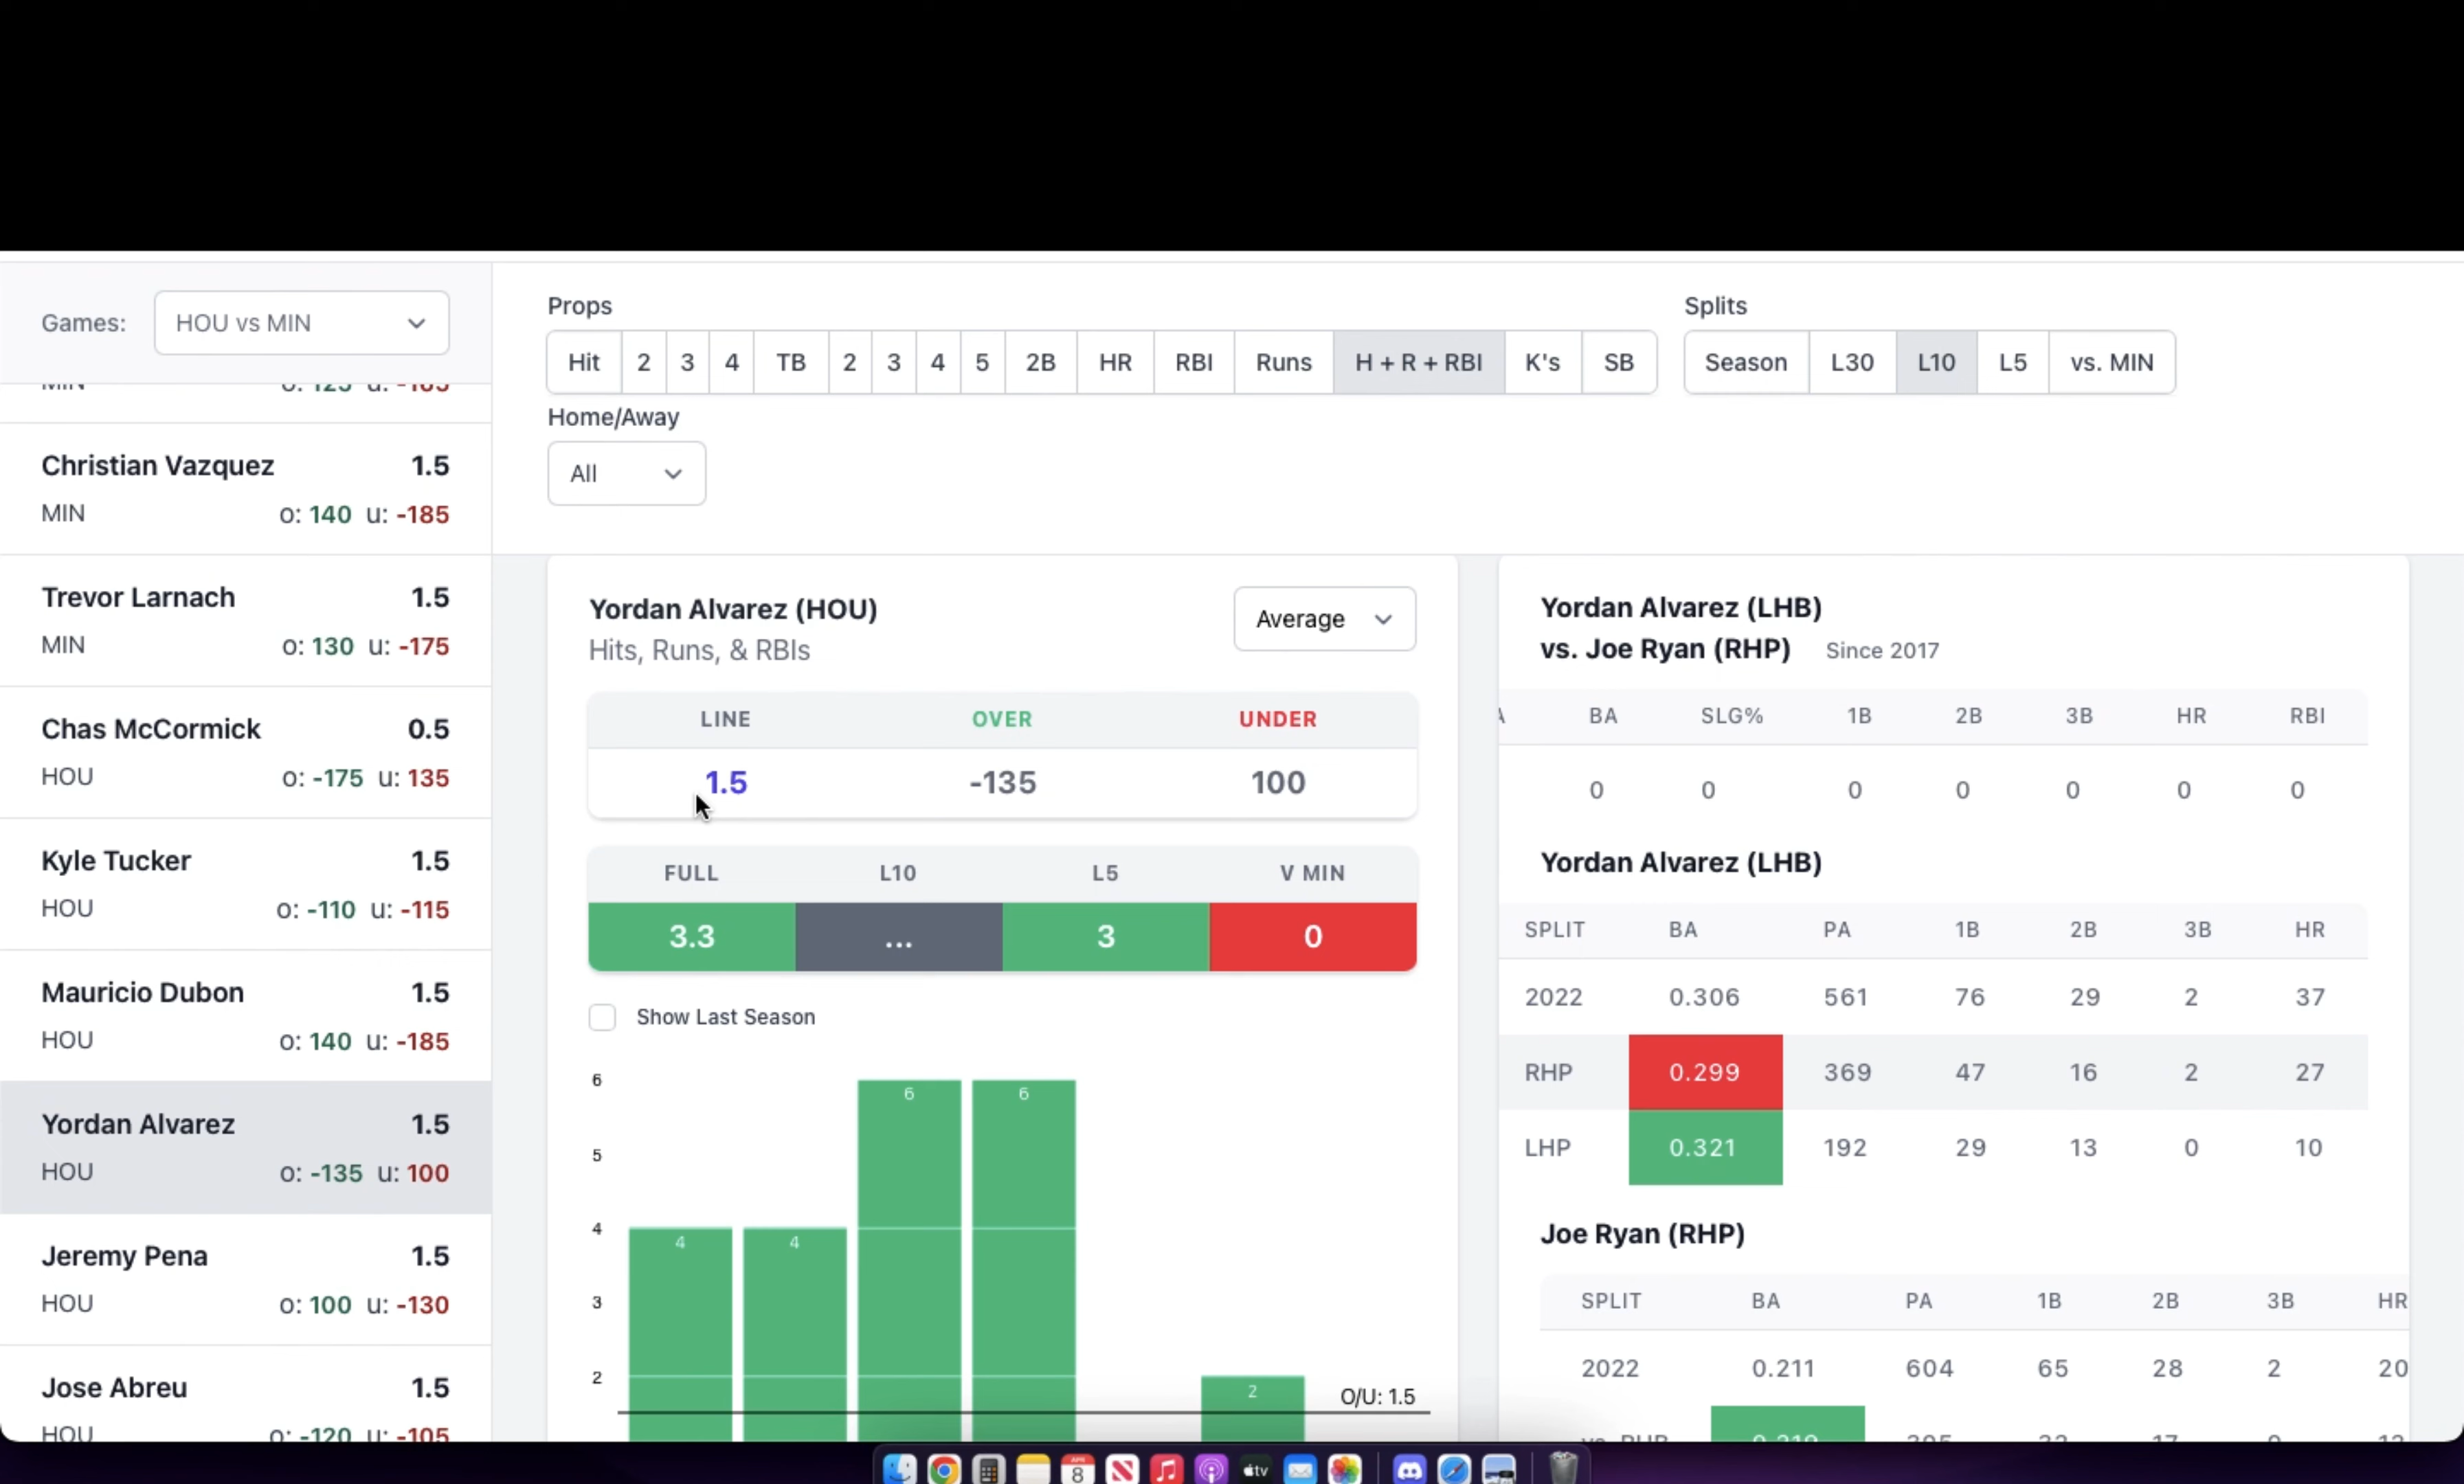 Games: HOU vs MIN
Christian Vazquez 1.5
MIN o: 140 u: -185
Trevor Larnach 1.5
MIN o: 130 u: -175
Chas McCormick 0.5
HOU o: -175 u: 135
Kyle Tucker 1.5
HOU o: -110 u: -115
Mauricio Dubon 1.5
HOU o: 140 u: -185
Yordan Alvarez 1.5
HOU o: -135 u: 100
Jeremy Pena 1.5
HOU o: 100 u: -130
Jose Abreu 1.5
HOU o: -120 u: -105
Props
Hit 2 3 4 TB 2 3 4 5 2B HR RBI Runs H + R + RBI K's SB
Splits
Season L30 L10 L5 vs. MIN
Home/Away
All
Yordan Alvarez (HOU)
Hits, Runs, & RBIs
Average
LINE OVER UNDER
1.5 -135 100
FULL L10 L5 V MIN
3.3 ... 3 0
Show Last Season
6
5
4
3
2
4 4 6 6 2
O/U: 1.5
Yordan Alvarez (LHB)
vs. Joe Ryan (RHP) Since 2017
BA SLG% 1B 2B 3B HR RBI
0 0 0 0 0 0 0
Yordan Alvarez (LHB)
SPLIT BA PA 1B 2B 3B HR
2022 0.306 561 76 29 2 37
RHP 0.299 369 47 16 2 27
LHP 0.321 192 29 13 0 10
Joe Ryan (RHP)
SPLIT BA PA 1B 2B 3B HR
2022 0.211 604 65 28 2 20
APR
8
tv